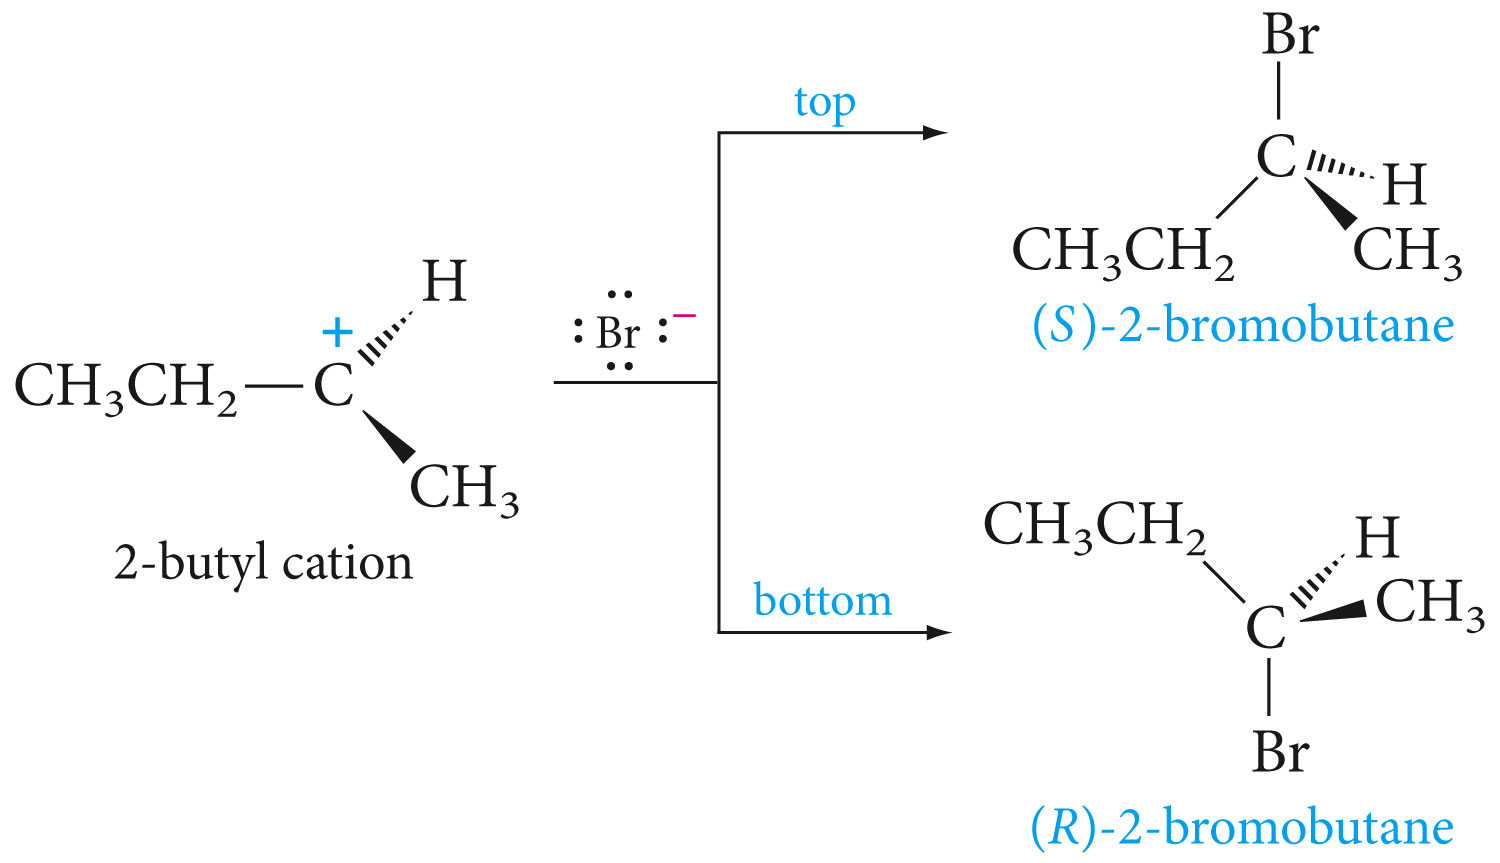 H
+
CH₃CH₂—C
CH₃
2-butyl cation
:Br:⁻
top
Br
C
H
CH₃CH₂
CH₃
(S)-2-bromobutane
bottom
CH₃CH₂
H
C
CH₃
Br
(R)-2-bromobutane